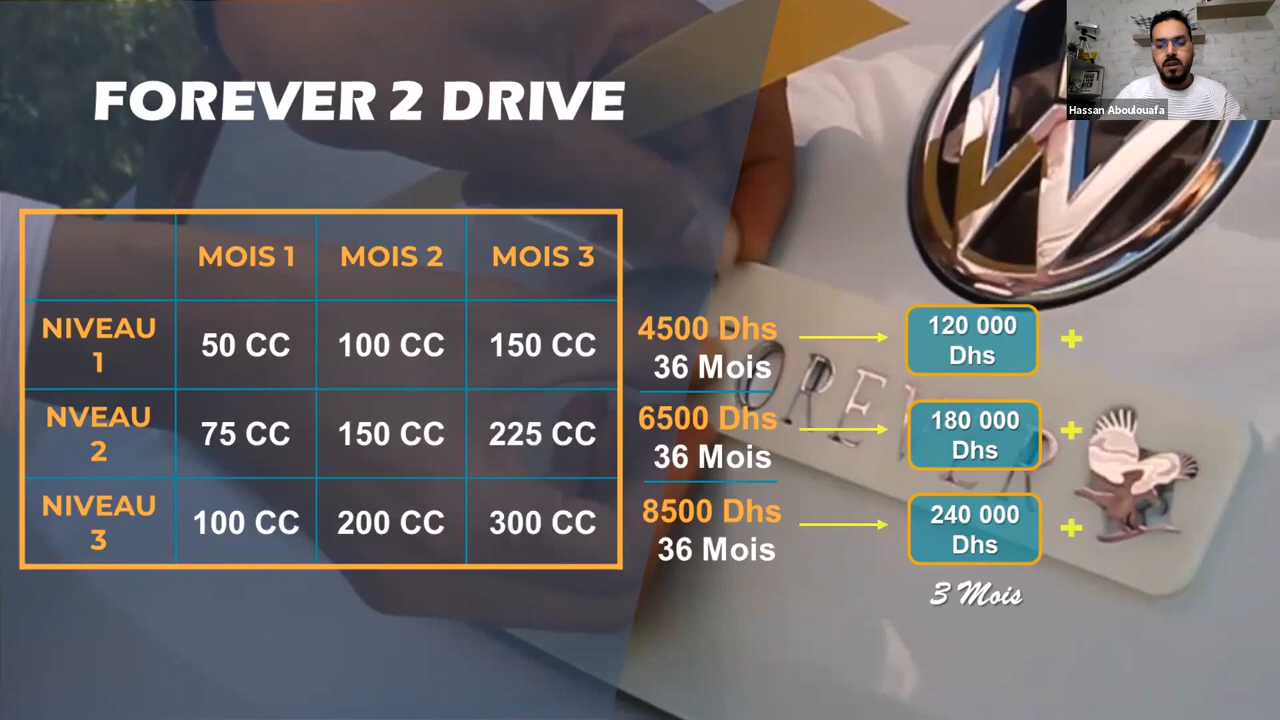 FOREVER 2 DRIVE
Hassan Aboulouafa
MOIS 1 MOIS 2 MOIS 3
NIVEAU
1
50 CC 100 CC 150 CC
4500 Dhs
36 Mois
120 000
Dhs
+
NVEAU
2
75 CC 150 CC 225 CC
6500 Dhs
36 Mois
180 000
Dhs
+
NIVEAU
3
100 CC 200 CC 300 CC
8500 Dhs
36 Mois
240 000
Dhs
+
3 Mois
FOREVER